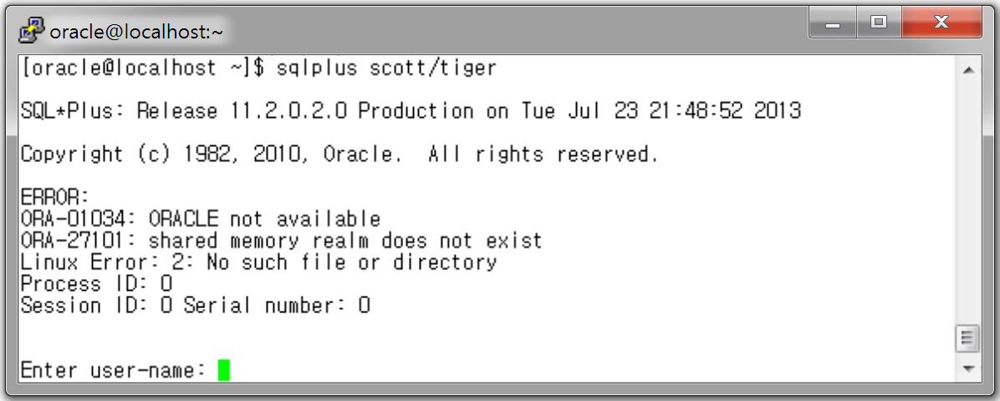 oracle@localhost:~
[oracle@localhost ~]$ sqlplus scott/tiger
SQL*Plus: Release 11.2.0.2.0 Production on Tue Jul 23 21:48:52 2013
Copyright (c) 1982, 2010, Oracle.  All rights reserved.
ERROR:
ORA-01034: ORACLE not available
ORA-27101: shared memory realm does not exist
Linux Error: 2: No such file or directory
Process ID: 0
Session ID: 0 Serial number: 0
Enter user-name: